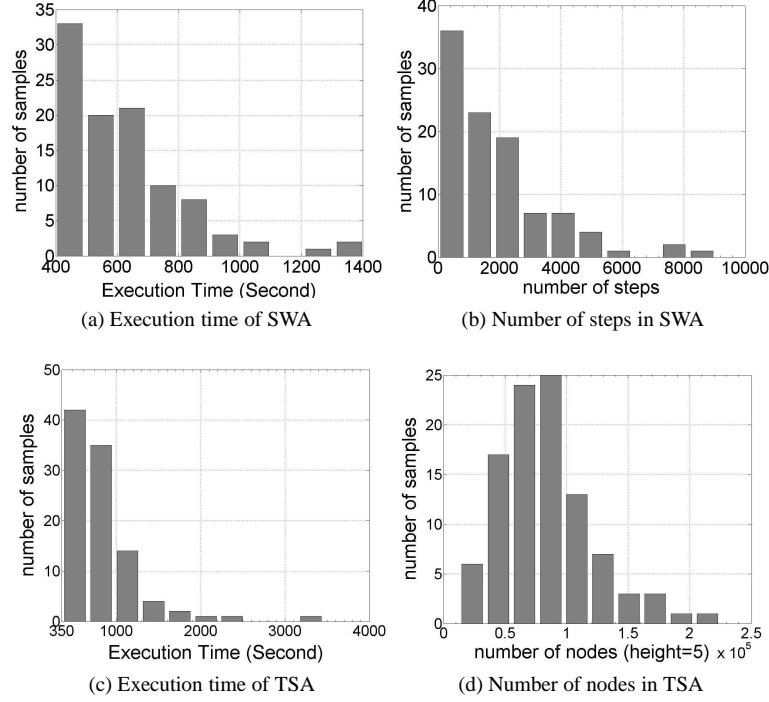 35
30
25
20
15
10
5
0
number of samples
400 600 800 1000 1200 1400
Execution Time (Second)
(a) Execution time of SWA
40
30
20
10
0
number of samples
0 2000 4000 6000 8000 10000
number of steps
(b) Number of steps in SWA
50
40
30
20
10
0
number of samples
350 1000 2000 3000 4000
Execution Time (Second)
(c) Execution time of TSA
25
20
15
10
5
0
number of samples
0 0.5 1 1.5 2 2.5
number of nodes (height=5) x 10^5
(d) Number of nodes in TSA